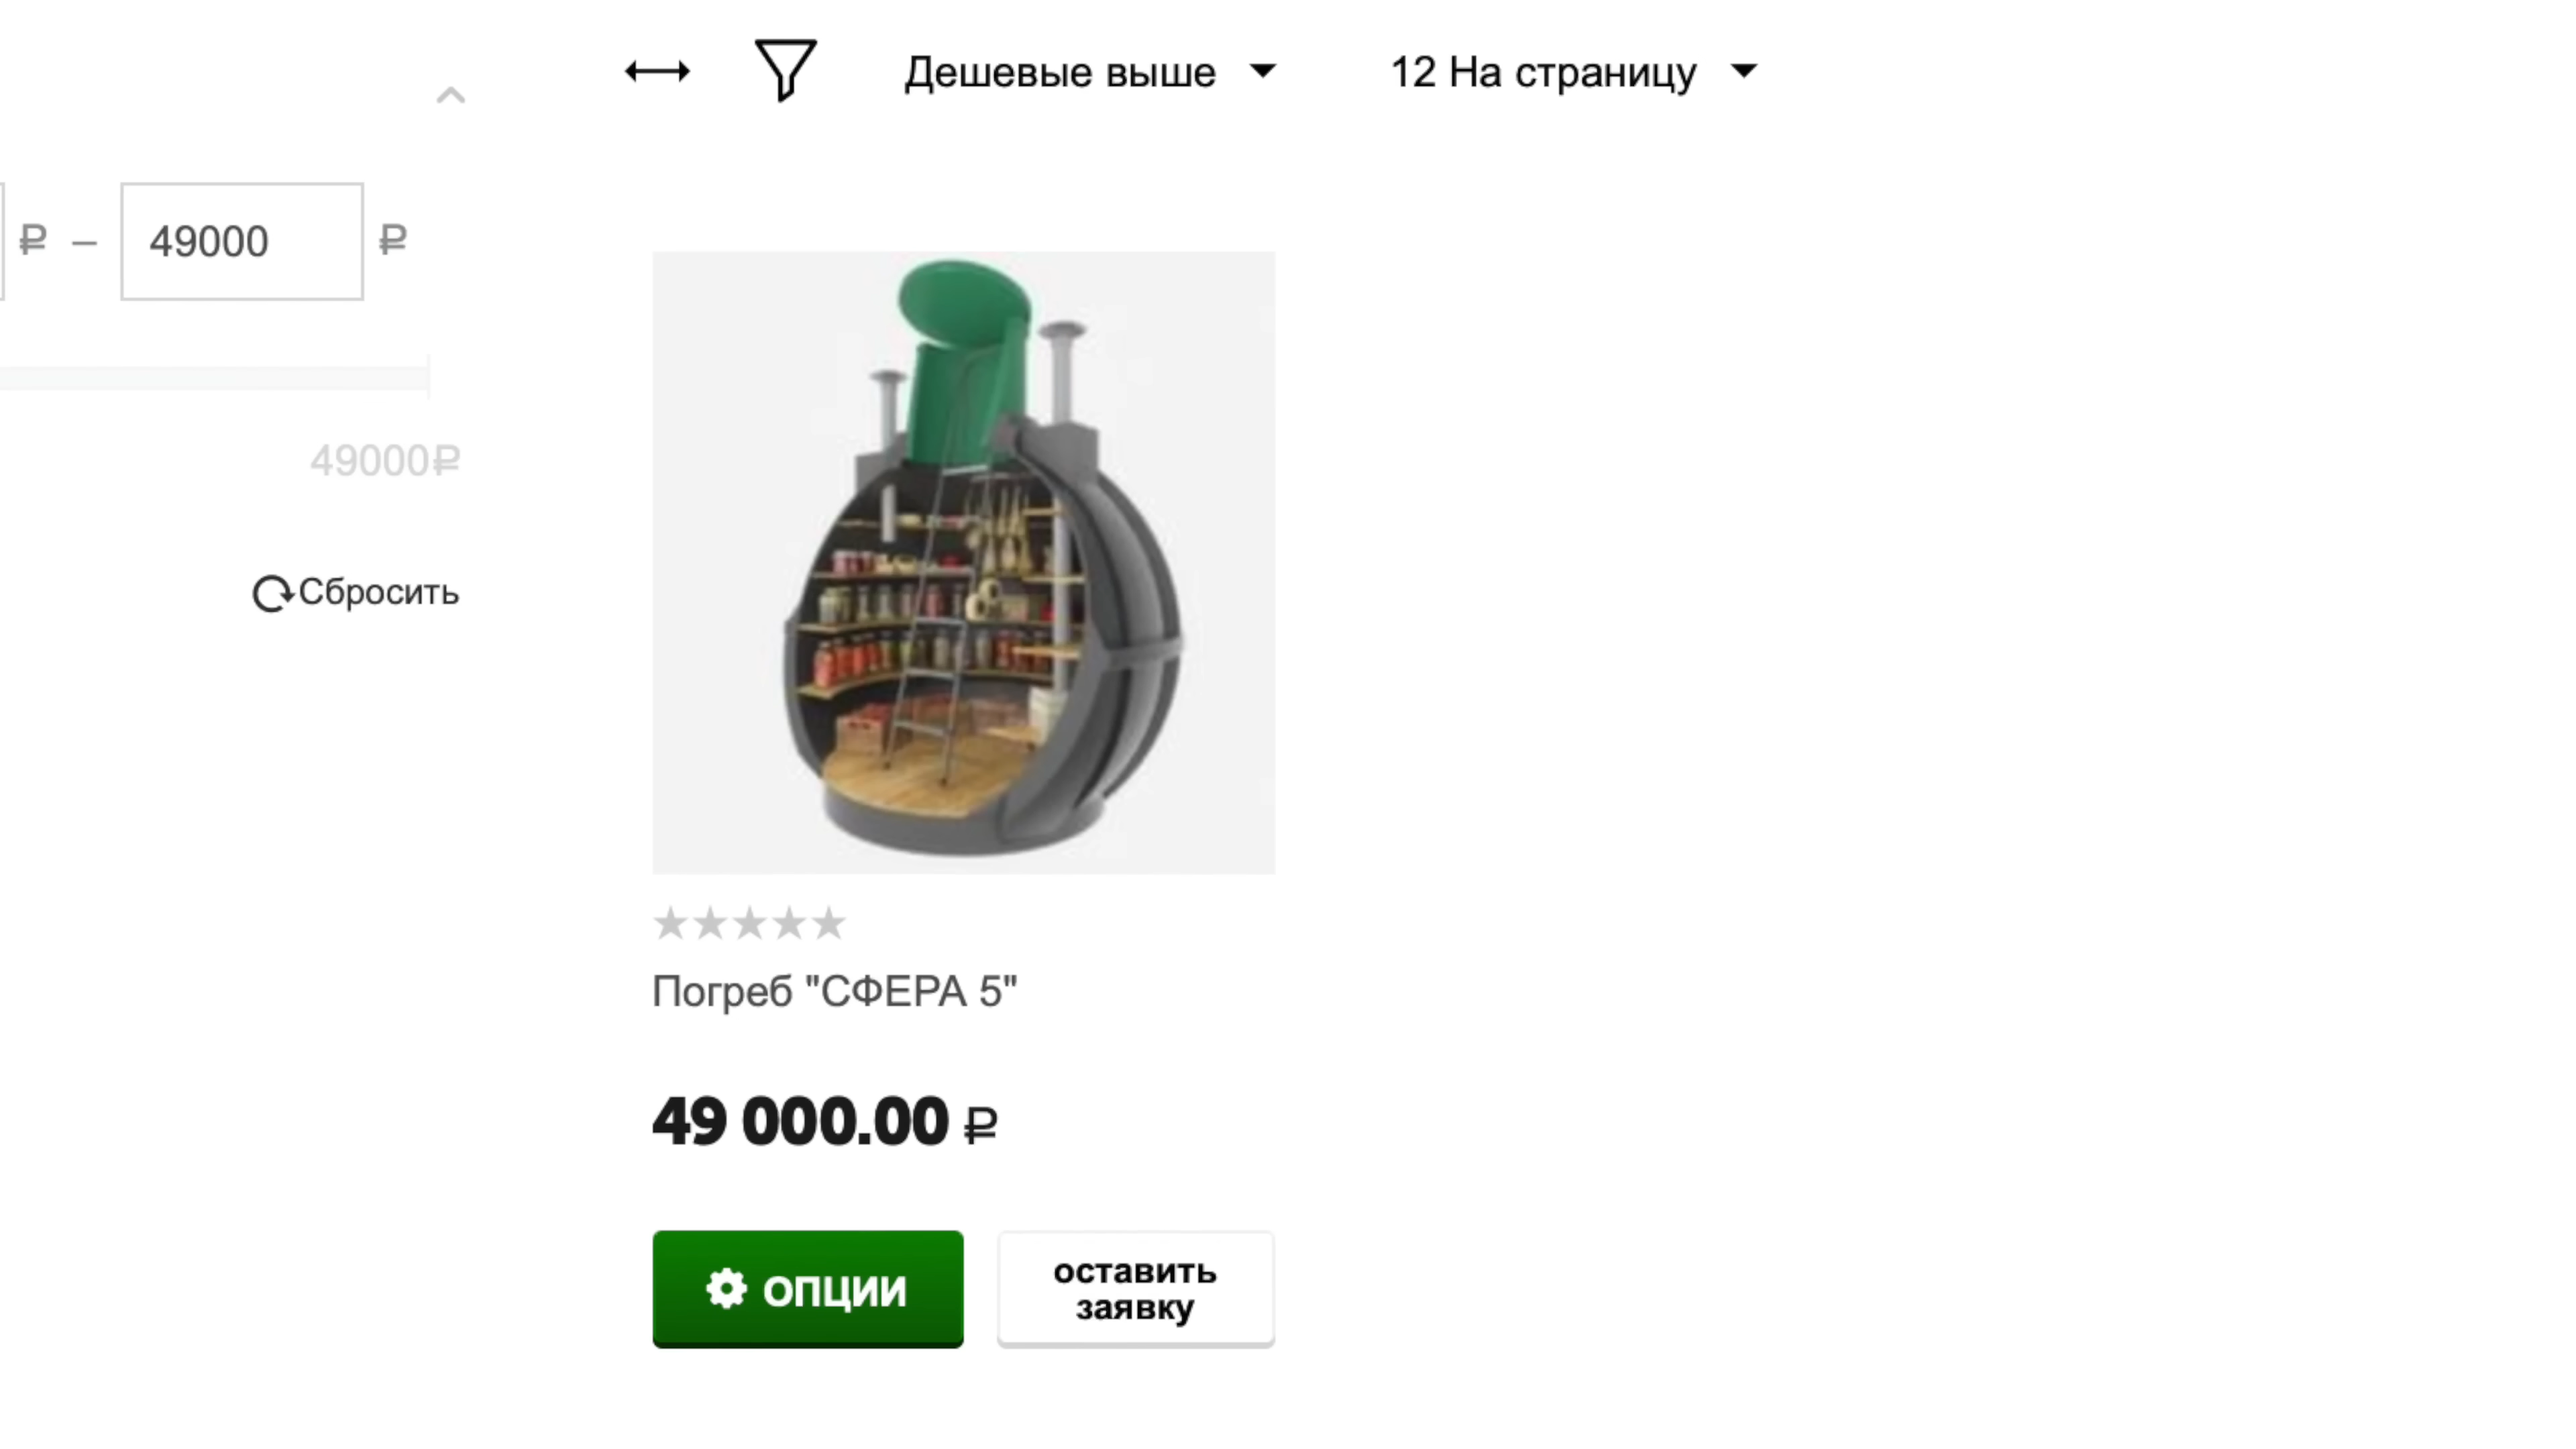 Дешевые выше
12 На страницу
₽ – 49000 ₽
49000₽
Сбросить
Погреб "СФЕРА 5"
49 000.00 ₽
ОПЦИИ
оставить
заявку